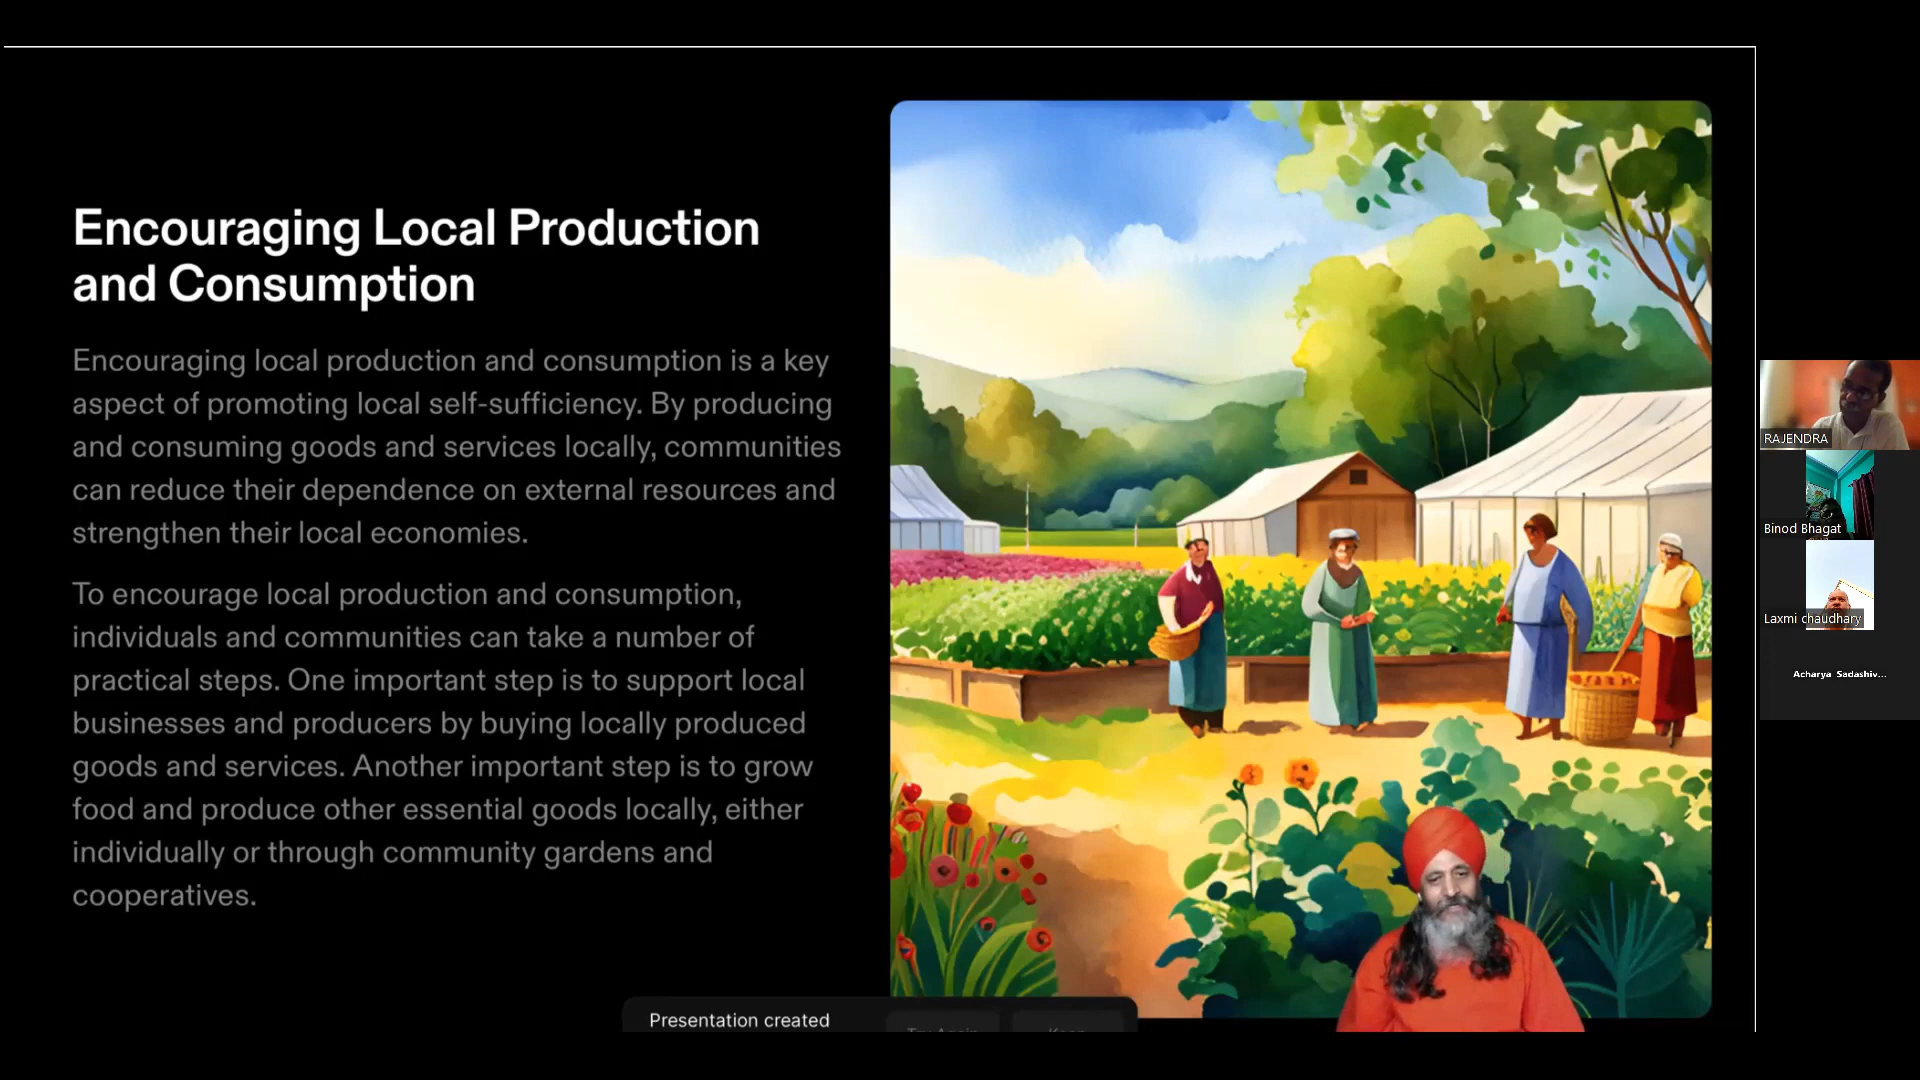 Encouraging Local Production
and Consumption
Encouraging local production and consumption is a key
aspect of promoting local self-sufficiency. By producing
and consuming goods and services locally, communities
can reduce their dependence on external resources and
strengthen their local economies.
To encourage local production and consumption,
individuals and communities can take a number of
practical steps. One important step is to support local
businesses and producers by buying locally produced
goods and services. Another important step is to grow
food and produce other essential goods locally, either
individually or through community gardens and
cooperatives.
Presentation created
Try Again
Keep
RAJENDRA
Binod Bhagat
Laxmi chaudhary
Acharya Sadashiv...